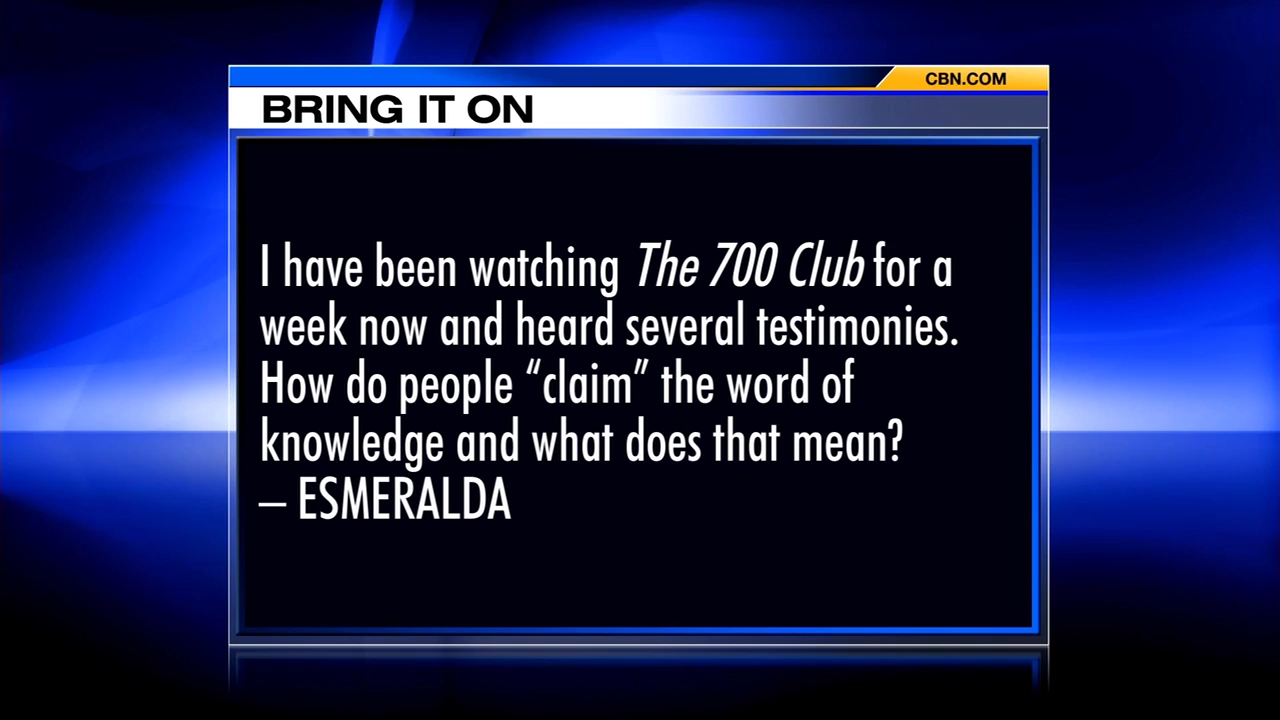 CBN.COM
BRING IT ON
I have been watching The 700 Club for a
week now and heard several testimonies.
How do people “claim” the word of
knowledge and what does that mean?
– ESMERALDA